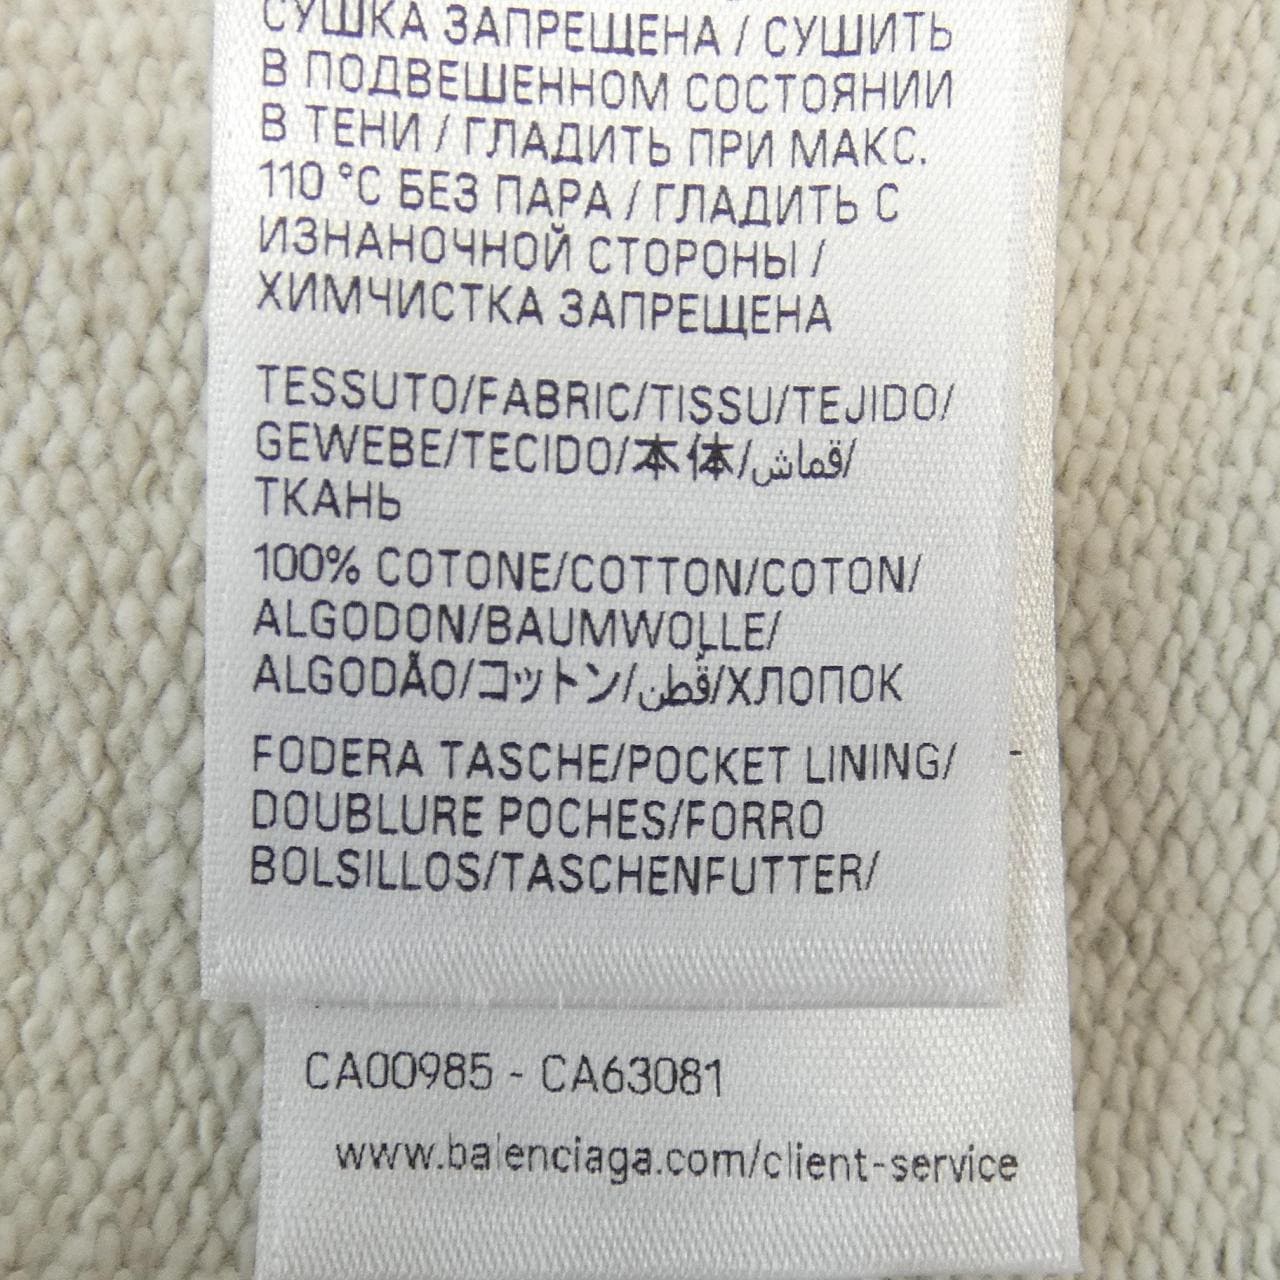 СУШКА ЗАПРЕЩЕНА / СУШИТЬ
В ПОДВЕШЕННОМ СОСТОЯНИИ
В ТЕНИ / ГЛАДИТЬ ПРИ МАКС.
110 °C БЕЗ ПАРА / ГЛАДИТЬ С
ИЗНАНОЧНОЙ СТОРОНЫ /
ХИМЧИСТКА ЗАПРЕЩЕНА
TESSUTO/FABRIC/TISSU/TEJIDO/
GEWEBE/TECIDO/本体/قماش/
ТКАНЬ
100% COTONE/COTTON/COTON/
ALGODON/BAUMWOLLE/
ALGODÃO/コットン/قُطن/ХЛОПОК
FODERA TASCHE/POCKET LINING/
DOUBLURE POCHES/FORRO
BOLSILLOS/TASCHENFUTTER/
CA00985 - CA63081
www.balenciaga.com/client-service